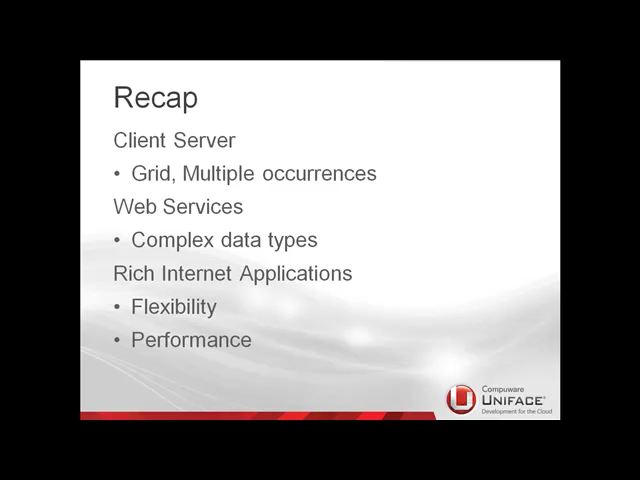 Recap
Client Server
• Grid, Multiple occurrences
Web Services
• Complex data types
Rich Internet Applications
• Flexibility
• Performance
Compuware
UNIFACE®
Development for the Cloud